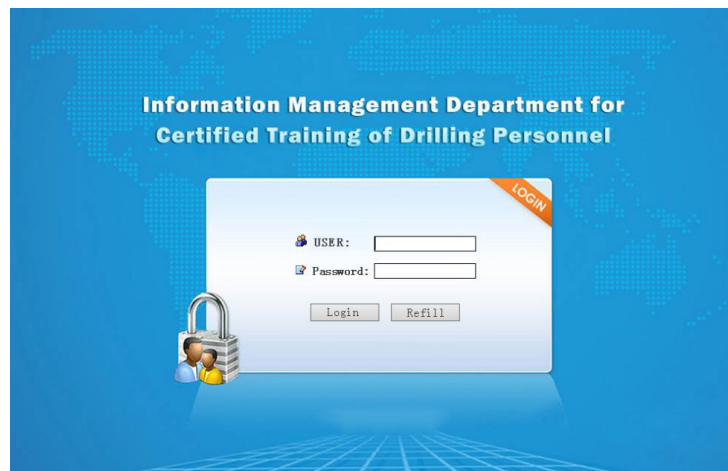 Information Management Department for
Certified Training of Drilling Personnel
LOGIN
USER:
Password:
Login Refill